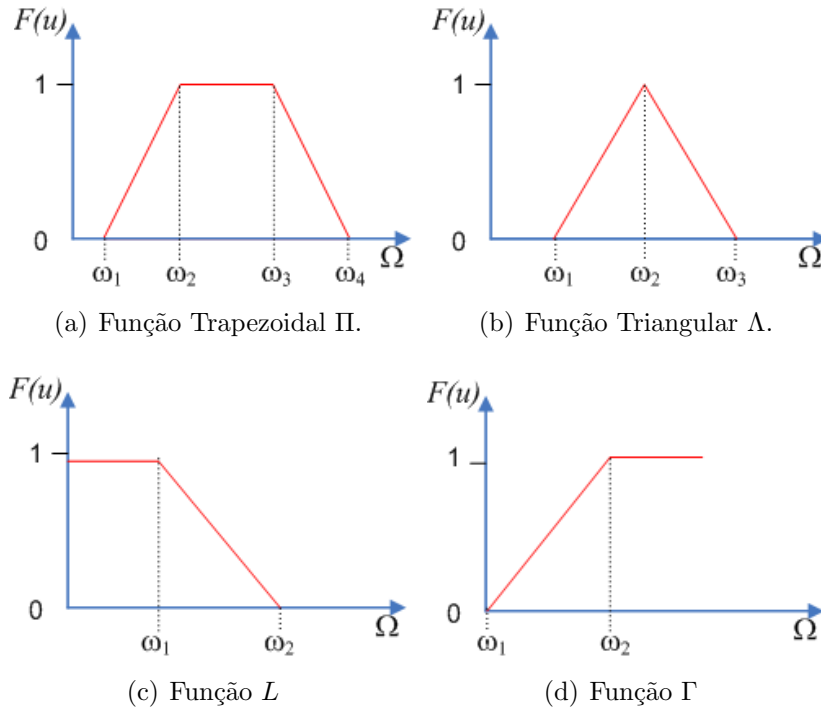 F(u)
1
0
ω₁ ω₂ ω₃ ω₄ Ω
(a) Função Trapezoidal Π.
F(u)
1
0
ω₁ ω₂ ω₃ Ω
(b) Função Triangular Λ.
F(u)
1
0
ω₁ ω₂ Ω
(c) Função L
F(u)
1
0
ω₁ ω₂ Ω
(d) Função Γ